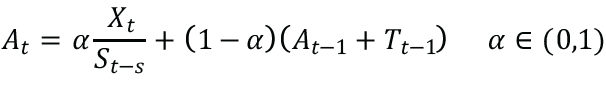 A_t = α X_t / S_{t−s} + (1 − α)(A_{t−1} + T_{t−1})   α ∈ (0,1)